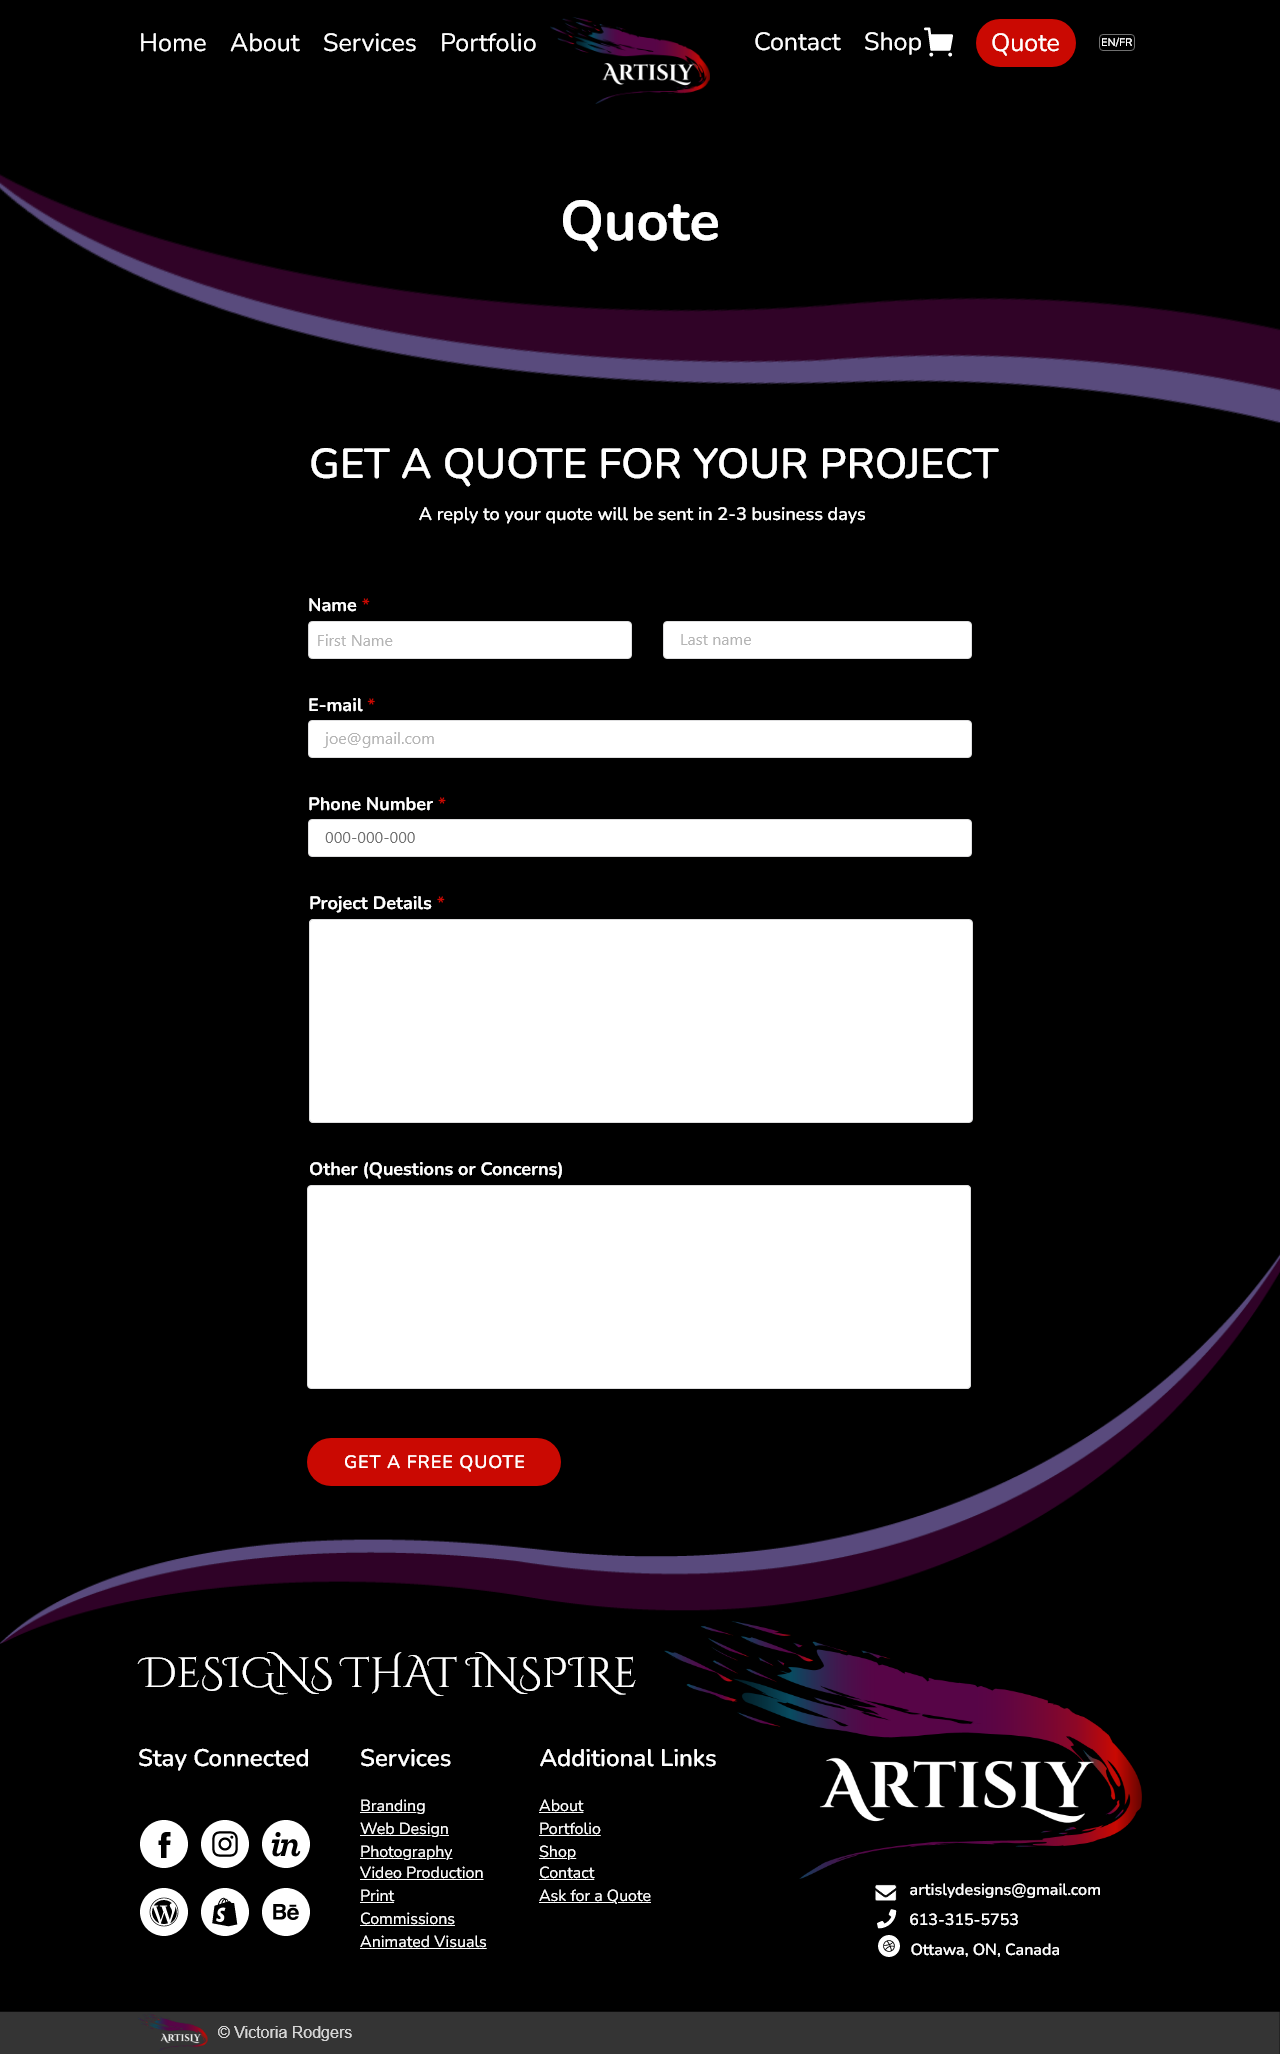 Home About Services Portfolio ARTISLY Contact Shop Quote EN/FR
Quote
GET A QUOTE FOR YOUR PROJECT
A reply to your quote will be sent in 2-3 business days
Name *
First Name Last name
E-mail *
joe@gmail.com
Phone Number *
000-000-000
Project Details *
Other (Questions or Concerns)
GET A FREE QUOTE
DESIGNS THAT INSPIRE
ARTISLY
Stay Connected
f in
Bē
Services
Branding
Web Design
Photography
Video Production
Print
Commissions
Animated Visuals
Additional Links
About
Portfolio
Shop
Contact
Ask for a Quote
artislydesigns@gmail.com
613-315-5753
Ottawa, ON, Canada
ARTISLY © Victoria Rodgers